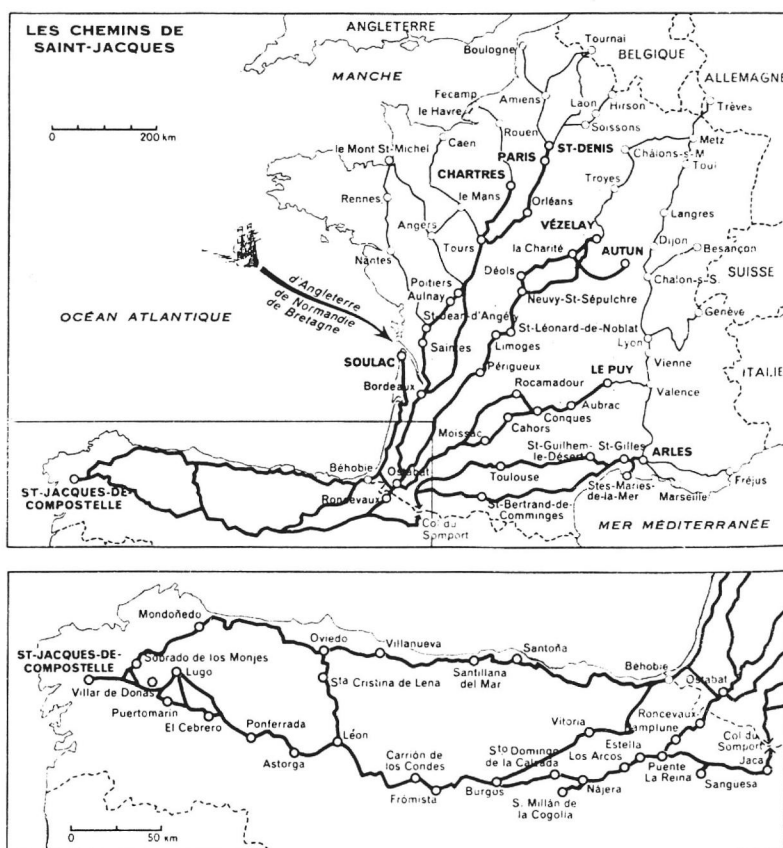 LES CHEMINS DE
SAINT-JACQUES
0
200 km
ANGLETERRE
MANCHE
BELGIQUE
ALLEMAGNE
SUISSE
ITALIE
OCÉAN ATLANTIQUE
MER MÉDITERRANÉE
Boulogne
Tournai
Amiens
Laon
Hirson
Trèves
Fecamp
le Havre
Rouen
Soissons
Caen
le Mont St-Michel
PARIS
ST-DENIS
Châlons-s-M
Metz
Toul
CHARTRES
le Mans
Troyes
Rennes
Orléans
Langres
Angers
Tours
VÉZELAY
AUTUN
la Charité
Dijon
Besançon
Nantes
Déols
Chalon-s-S.
d'Angleterre
de Normandie
de Bretagne
Poitiers
Aulnay
Neuvy-St-Sépulchre
St-Jean-d'Angély
St-Léonard-de-Noblat
Genève
Saintes
Limoges
Lyon
SOULAC
Périgueux
LE PUY
Vienne
Bordeaux
Rocamadour
Aubrac
Valence
Conques
Cahors
Moissac
St-Guilhem-
le-Désert
St-Gilles
ARLES
Béhobie
Ostabat
Toulouse
Stes-Maries-
de-la-Mer
Fréjus
Marseille
ST-JACQUES-DE-
COMPOSTELLE
Roncevaux
St-Bertrand-de-
Comminges
Col du
Somport
Mondoñedo
ST-JACQUES-DE-
COMPOSTELLE
Sobrado de los Monjes
Lugo
Oviedo
Villanueva
Santoña
Santillana
del Mar
Béhobie
Ostabat
Villar de Donas
Sta Cristina de Lena
Puertomarin
El Cebrero
Ponferrada
Léon
Astorga
Vitoria
Roncevaux
Pamplune
Col du
Somport
Estella
Los Arcos
Sto Domingo
de la Calzada
Carrión de
los Condes
Puente
La Reina
Jaca
Sanguesa
Frómista
Burgos
S. Millán de
la Cogolla
Nájera
0
50 km